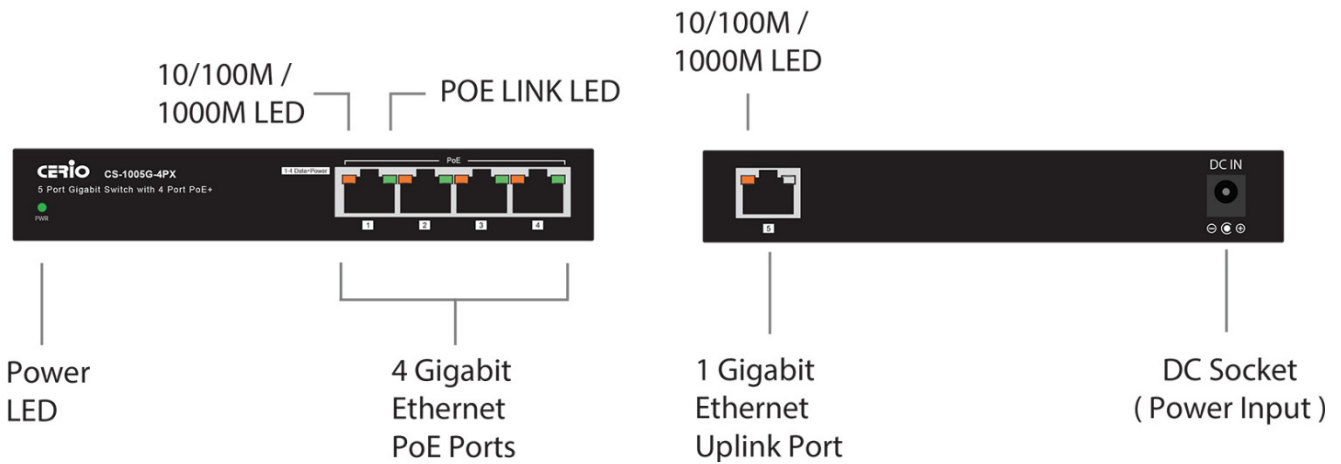 10/100M /
1000M LED
POE LINK LED
10/100M /
1000M LED
CERIO CS-1005G-4PX
5 Port Gigabit Switch with 4 Port PoE+
PWR
1-4 Data+Power
PoE
1 2 3 4
5
DC IN
Power
LED
4 Gigabit
Ethernet
PoE Ports
1 Gigabit
Ethernet
Uplink Port
DC Socket
( Power Input )